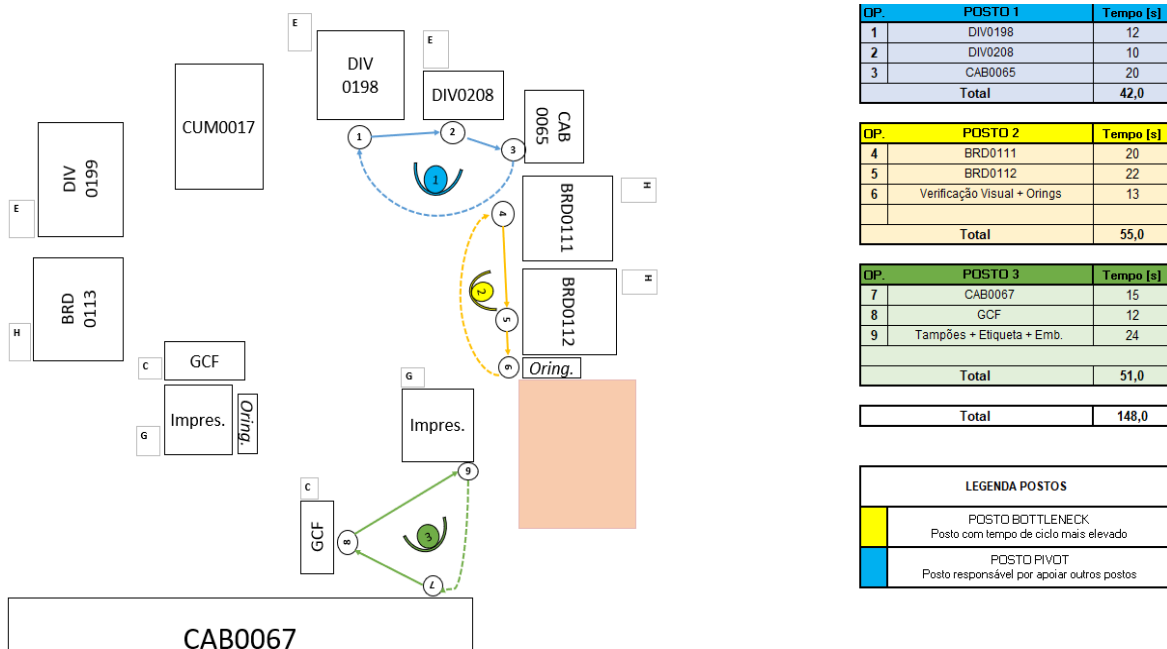 E
DIV
0198
E
DIV0208
CAB
0065
CUM0017
DIV
0199
E
1
2
3
1
H
BRD0111
4
BRD
0113
H
2
H
BRD0112
5
6
Oring.
GCF
C
Impres.
Oring.
G
G
Impres.
9
C
GCF
8
3
7
CAB0067
OP. POSTO 1 Tempo [s]
1 DIV0198 12
2 DIV0208 10
3 CAB0065 20
Total 42,0
OP. POSTO 2 Tempo [s]
4 BRD0111 20
5 BRD0112 22
6 Verificação Visual + Orings 13
Total 55,0
OP. POSTO 3 Tempo [s]
7 CAB0067 15
8 GCF 12
9 Tampões + Etiqueta + Emb. 24
Total 51,0
Total 148,0
LEGENDA POSTOS
POSTO BOTTLENECK
Posto com tempo de ciclo mais elevado
POSTO PIVOT
Posto responsável por apoiar outros postos